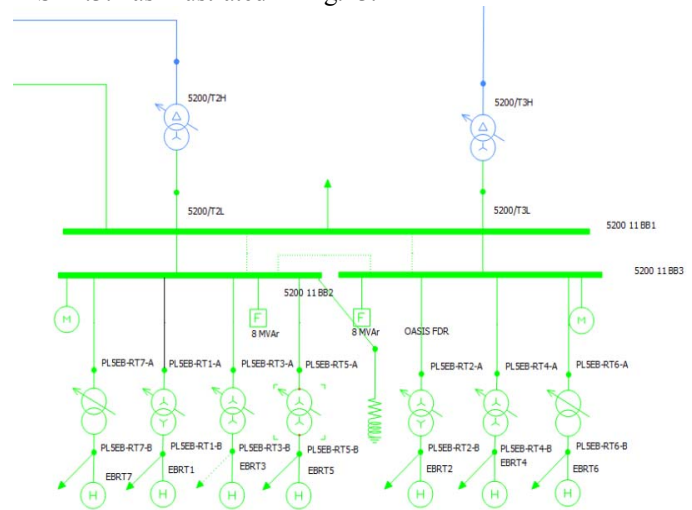 5200/T2H
5200/T3H
5200/T2L
5200/T3L
5200 11 BB1
5200 11 BB2
5200 11 BB3
M
F
F
M
8 MVAr
8 MVAr
OASIS FDR
PL5EB-RT7-A
PL5EB-RT1-A
PL5EB-RT3-A
PL5EB-RT5-A
PL5EB-RT2-A
PL5EB-RT4-A
PL5EB-RT6-A
PL5EB-RT7-B
PL5EB-RT1-B
PL5EB-RT3-B
PL5EB-RT5-B
PL5EB-RT2-B
PL5EB-RT4-B
PL5EB-RT6-B
EBRT7
EBRT1
EBRT3
EBRT5
EBRT2
EBRT4
EBRT6
H
H
H
H
H
H
H